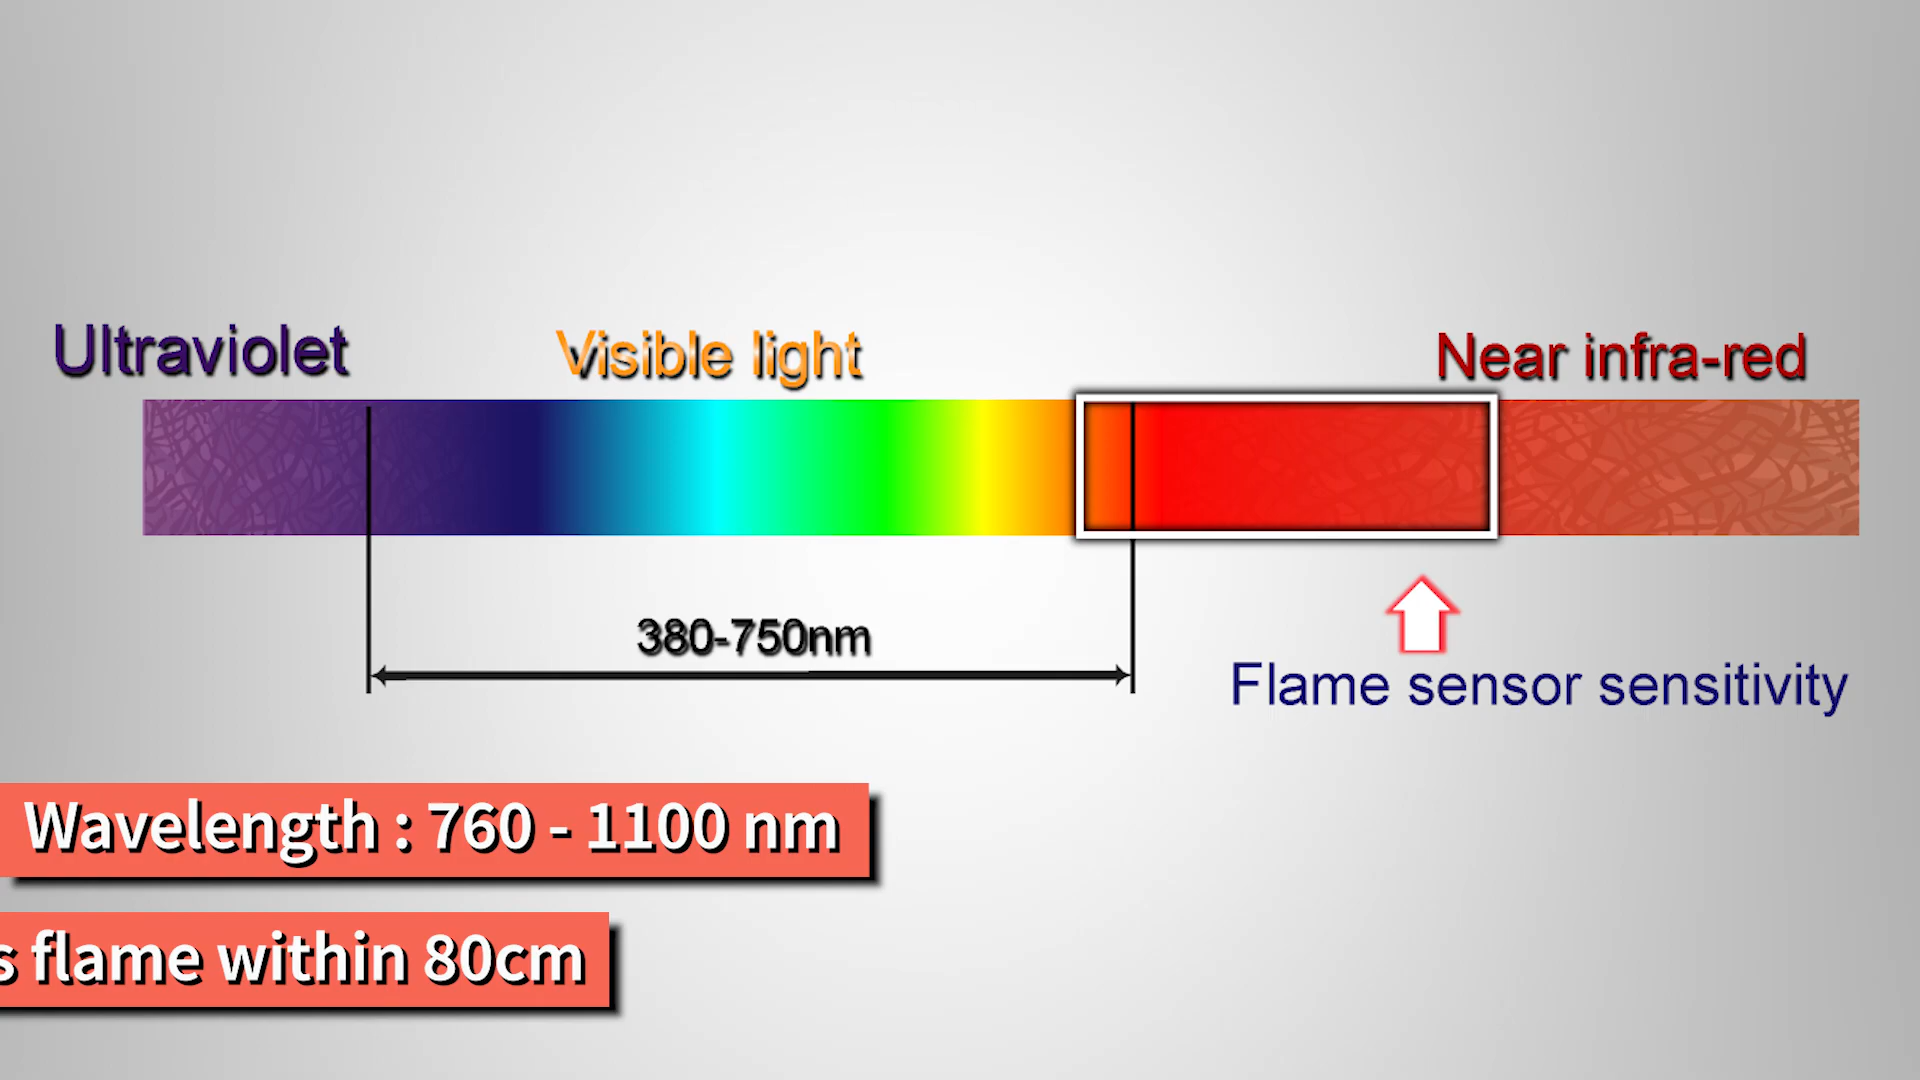 Ultraviolet
Visible light
Near infra-red
380-750nm
Flame sensor sensitivity
Wavelength : 760 - 1100 nm
flame within 80cm